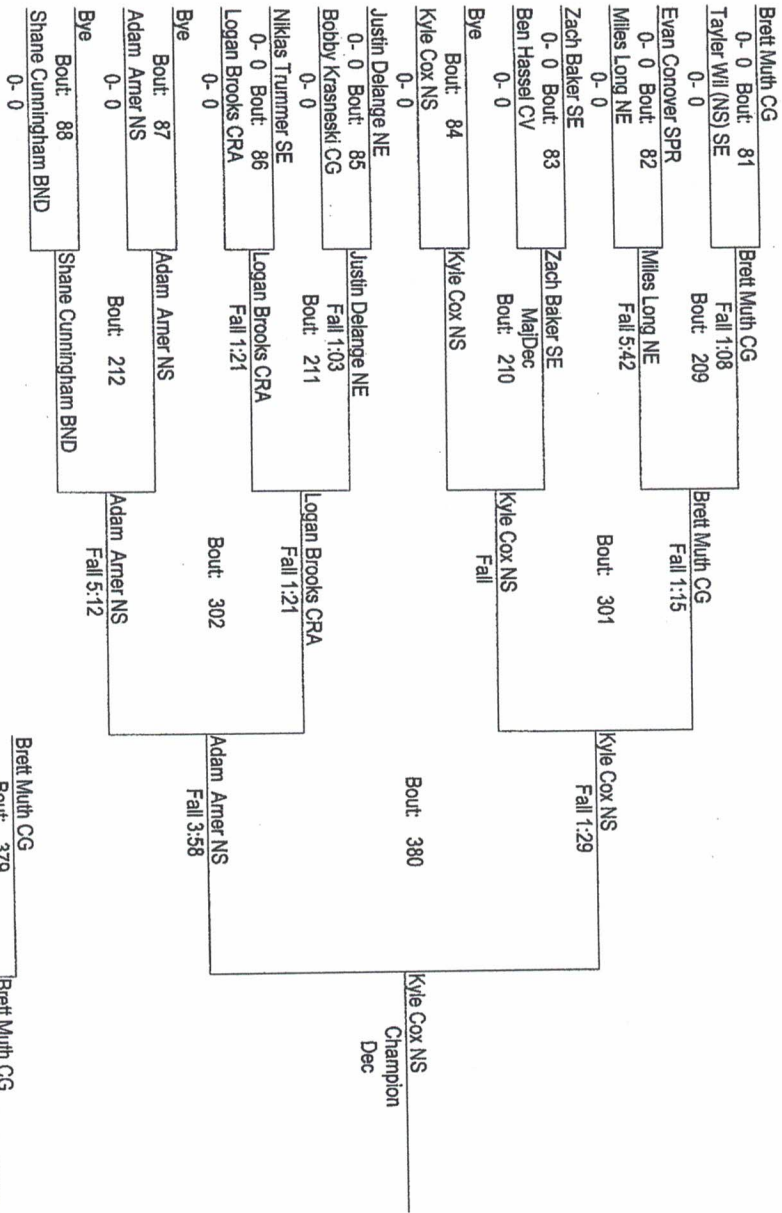 Brett Muth CG
0- 0 Bout: 81
Tayler Wil (NS) SE
0- 0
Evan Conover SPR
0- 0 Bout: 82
Miles Long NE
0- 0
Zach Baker SE
0- 0 Bout: 83
Ben Hassel CV
0- 0
Bye
Bout: 84
Kyle Cox NS
0- 0
Justin Delange NE
0- 0 Bout: 85
Bobby Krasneski CG
0- 0
Niklas Trummer SE
0- 0 Bout: 86
Logan Brooks CRA
0- 0
Bye
Bout: 87
Adam Arner NS
0- 0
Bye
Bout: 88
Shane Cunningham BND
0- 0
Brett Muth CG
Fall 1:08
Bout: 209
Miles Long NE
Fall 5:42
Zach Baker SE
MajDec
Bout: 210
Kyle Cox NS
Justin Delange NE
Fall 1:03
Bout: 211
Logan Brooks CRA
Fall 1:21
Adam Arner NS
Bout: 212
Shane Cunningham BND
Brett Muth CG
Fall 1:15
Bout: 301
Kyle Cox NS
Fall
Logan Brooks CRA
Fall 1:21
Bout: 302
Adam Arner NS
Fall 5:12
Kyle Cox NS
Fall 1:29
Bout: 380
Adam Arner NS
Fall 3:58
Kyle Cox NS
Champion
Dec
Brett Muth CG
Bout: 379
Brett Muth CG